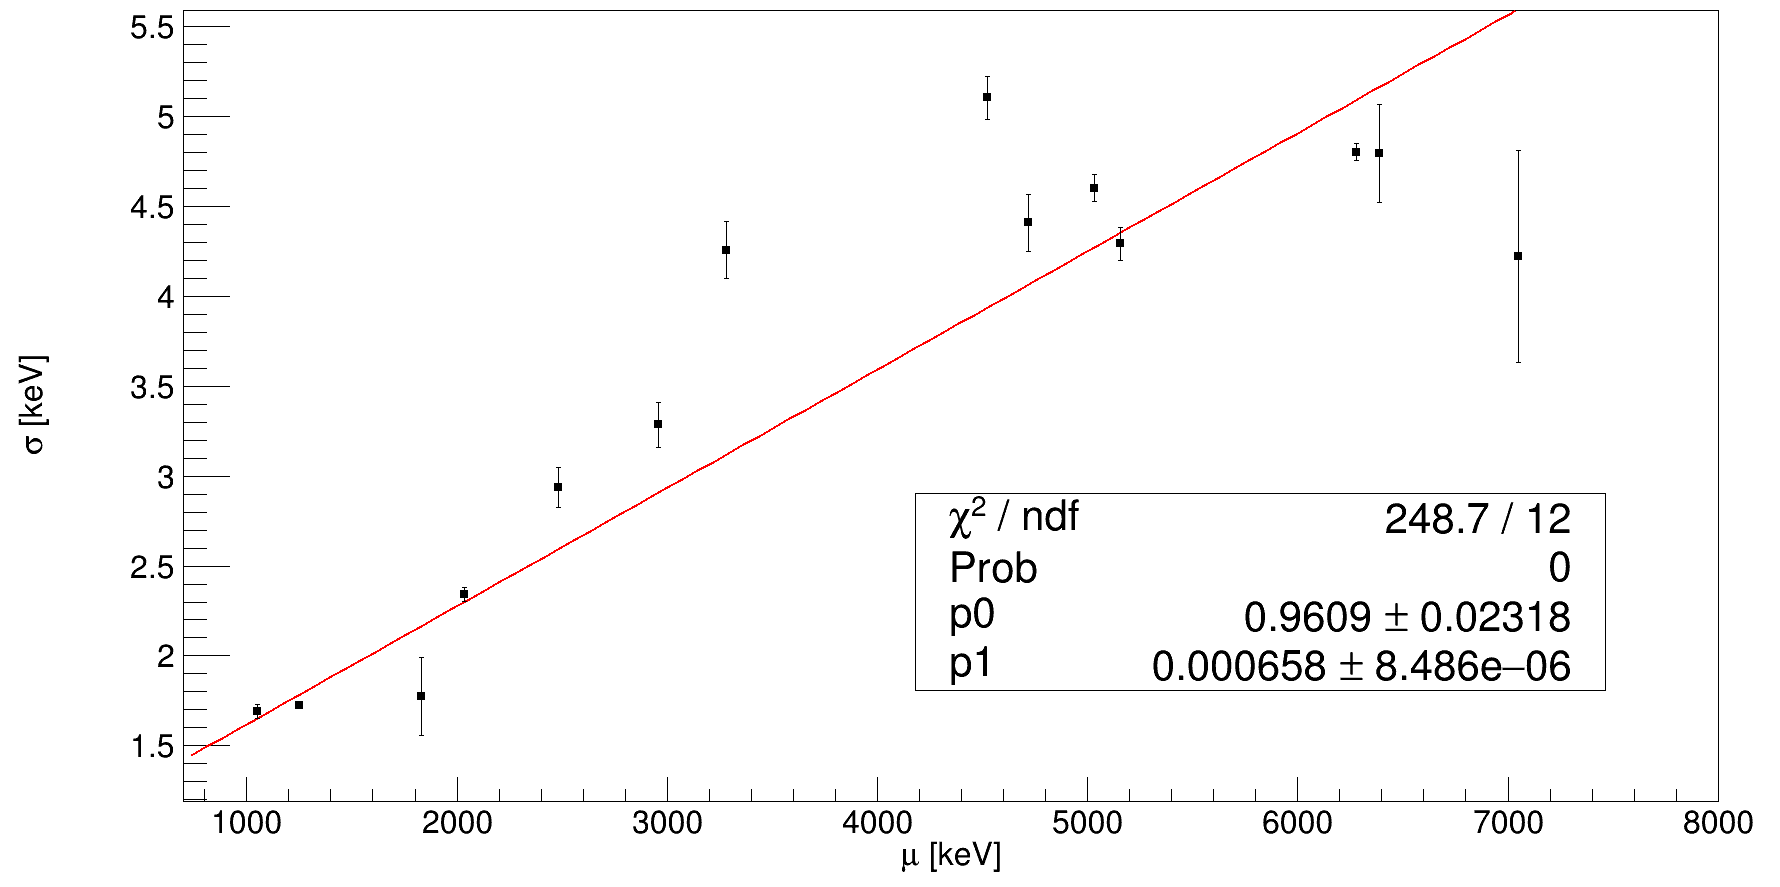 5.5
5
4.5
4
3.5
3
2.5
2
1.5
σ [keV]
χ² / ndf 248.7 / 12
Prob 0
p0 0.9609 ± 0.02318
p1 0.000658 ± 8.486e−06
1000 2000 3000 4000 5000 6000 7000 8000
μ [keV]